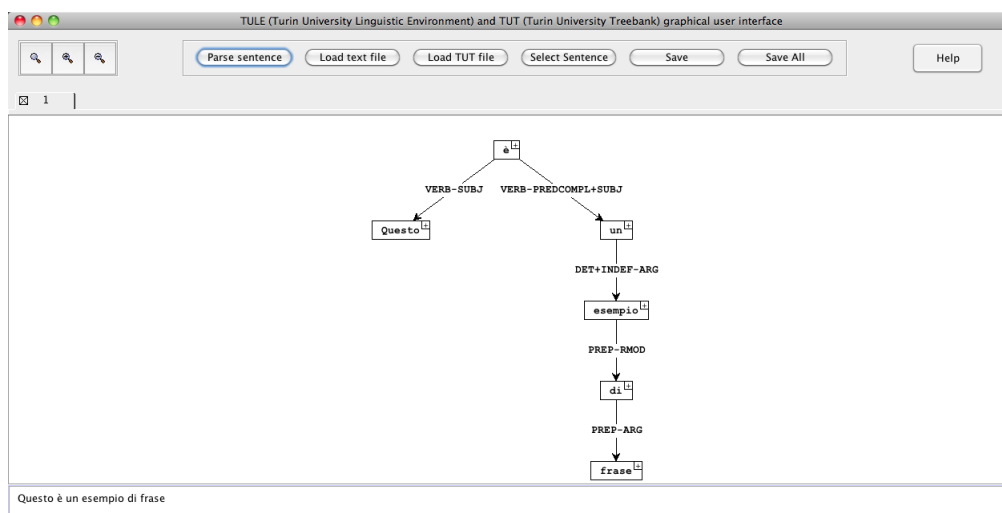 TULE (Turin University Linguistic Environment) and TUT (Turin University Treebank) graphical user interface
Parse sentence Load text file Load TUT file Select Sentence Save Save All Help
1
è
VERB-SUBJ VERB-PREDCOMPL+SUBJ
Questo un
DET+INDEF-ARG
esempio
PREP-RMOD
di
PREP-ARG
frase
Questo è un esempio di frase